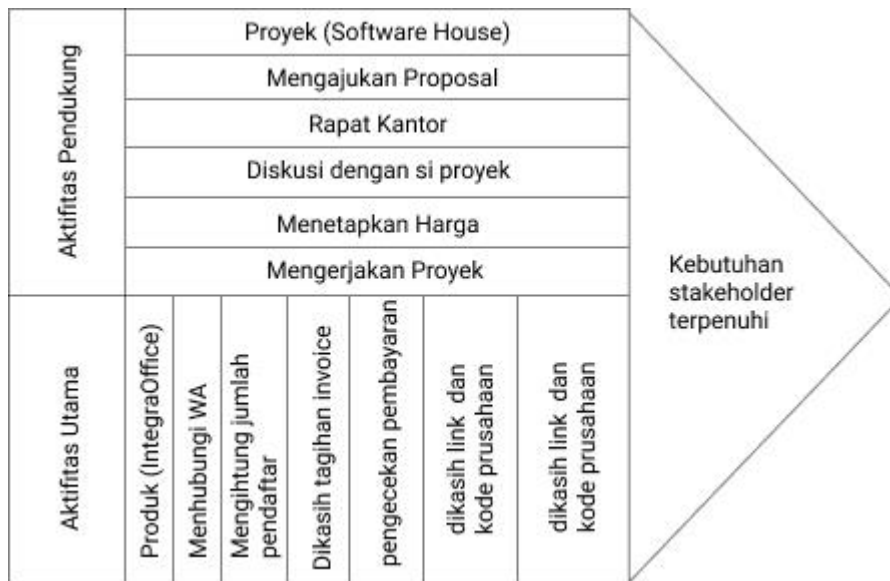 Aktifitas Pendukung
Proyek (Software House)
Mengajukan Proposal
Rapat Kantor
Diskusi dengan si proyek
Menetapkan Harga
Mengerjakan Proyek
Aktifitas Utama
Produk (IntegraOffice)
Menhubungi WA
Mengihtung jumlah
pendaftar
Dikasih tagihan invoice
pengecekan pembayaran
dikasih link dan
kode prusahaan
dikasih link dan
kode prusahaan
Kebutuhan
stakeholder
terpenuhi